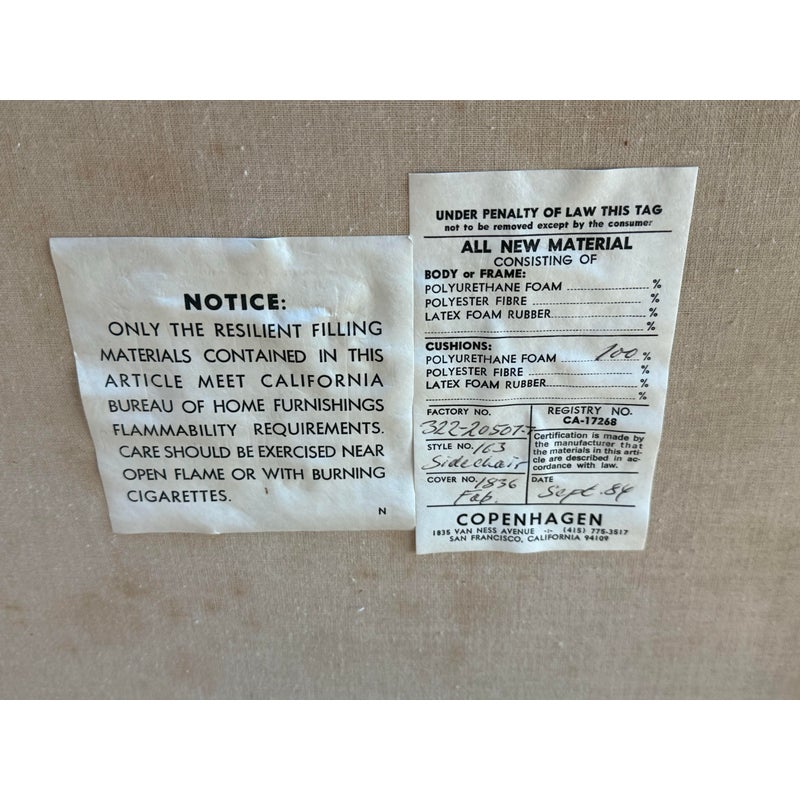 NOTICE:
ONLY THE RESILIENT FILLING
MATERIALS CONTAINED IN THIS
ARTICLE MEET CALIFORNIA
BUREAU OF HOME FURNISHINGS
FLAMMABILITY REQUIREMENTS.
CARE SHOULD BE EXERCISED NEAR
OPEN FLAME OR WITH BURNING
CIGARETTES.
N
UNDER PENALTY OF LAW THIS TAG
not to be removed except by the consumer
ALL NEW MATERIAL
CONSISTING OF
BODY or FRAME:
POLYURETHANE FOAM %
POLYESTER FIBRE %
LATEX FOAM RUBBER %
%
CUSHIONS:
POLYURETHANE FOAM 100 %
POLYESTER FIBRE %
LATEX FOAM RUBBER %
%
FACTORY NO.
322-20507-T
STYLE NO. 163
Sidechair
COVER NO. 1836
Fab.
REGISTRY NO.
CA-17268
Certification is made by
the manufacturer that
the materials in this arti-
cle are described in ac-
cordance with law.
DATE
Sept. 84
COPENHAGEN
1835 VAN NESS AVENUE -:- (415) 775-3517
SAN FRANCISCO, CALIFORNIA 94109